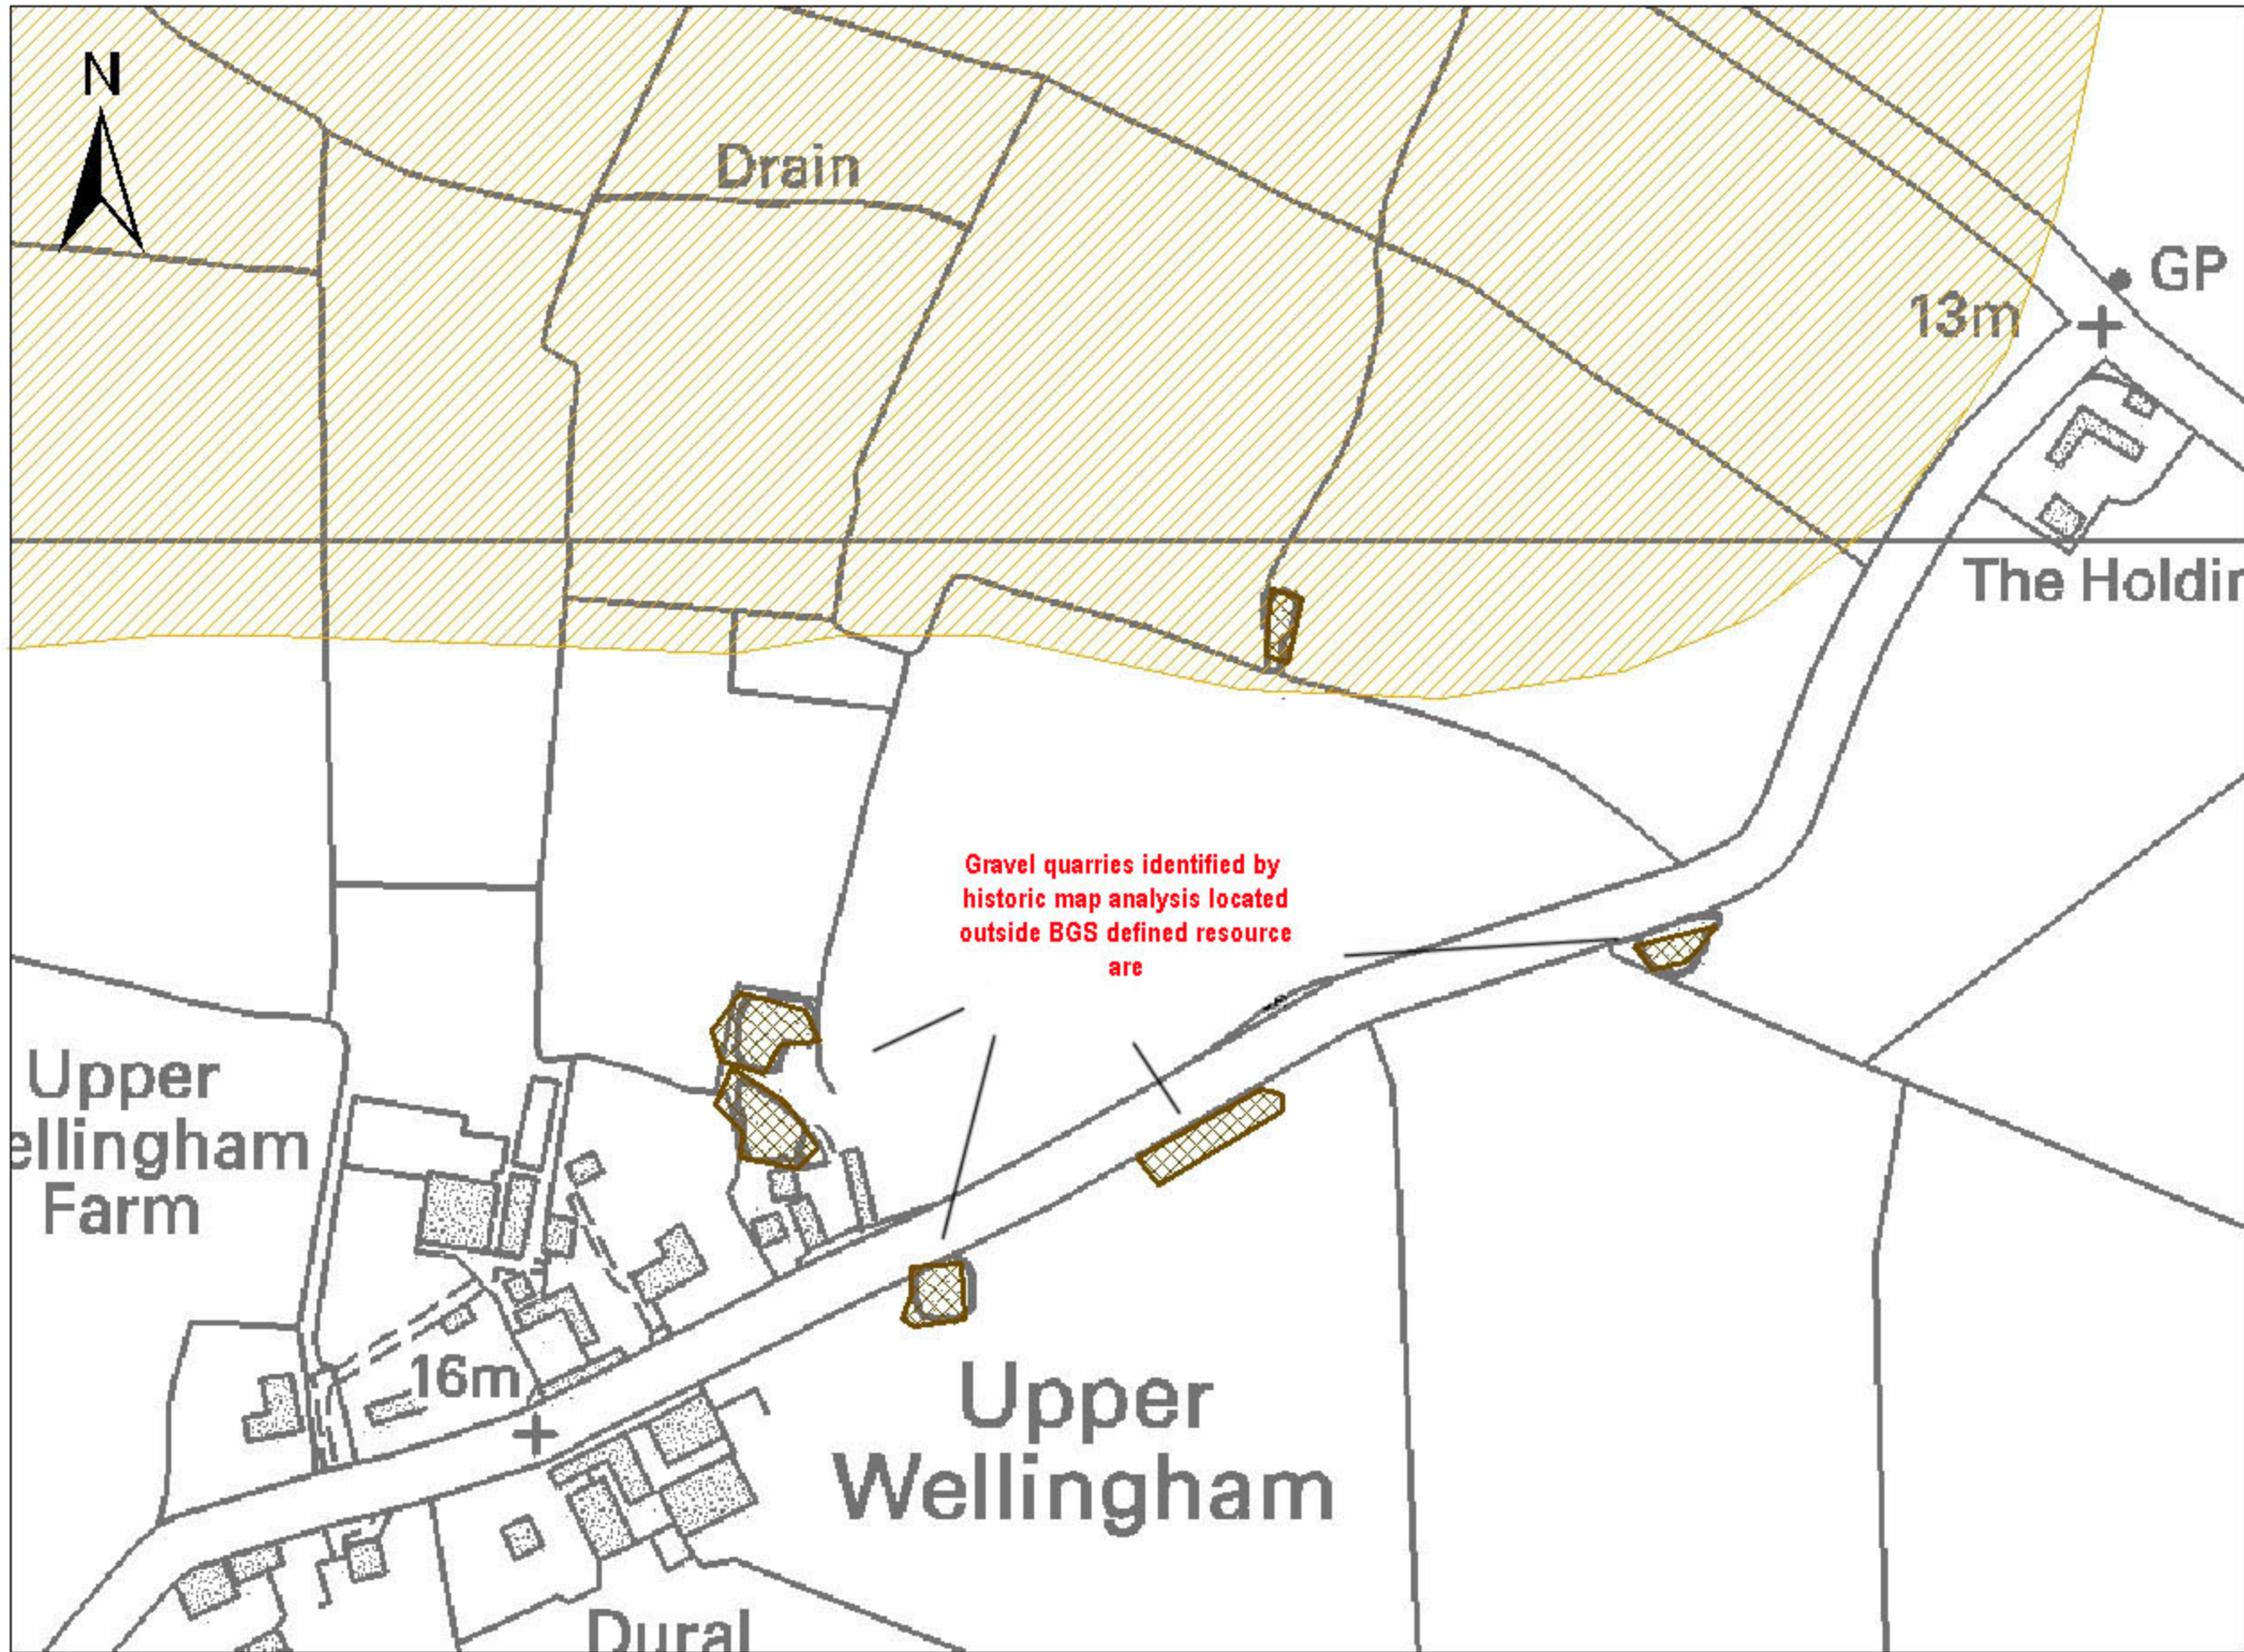 N
Drain
GP
13m
The Holdin
Gravel quarries identified by
historic map analysis located
outside BGS defined resource
are
Upper
ellingham
Farm
16m
Upper
Wellingham
Dural